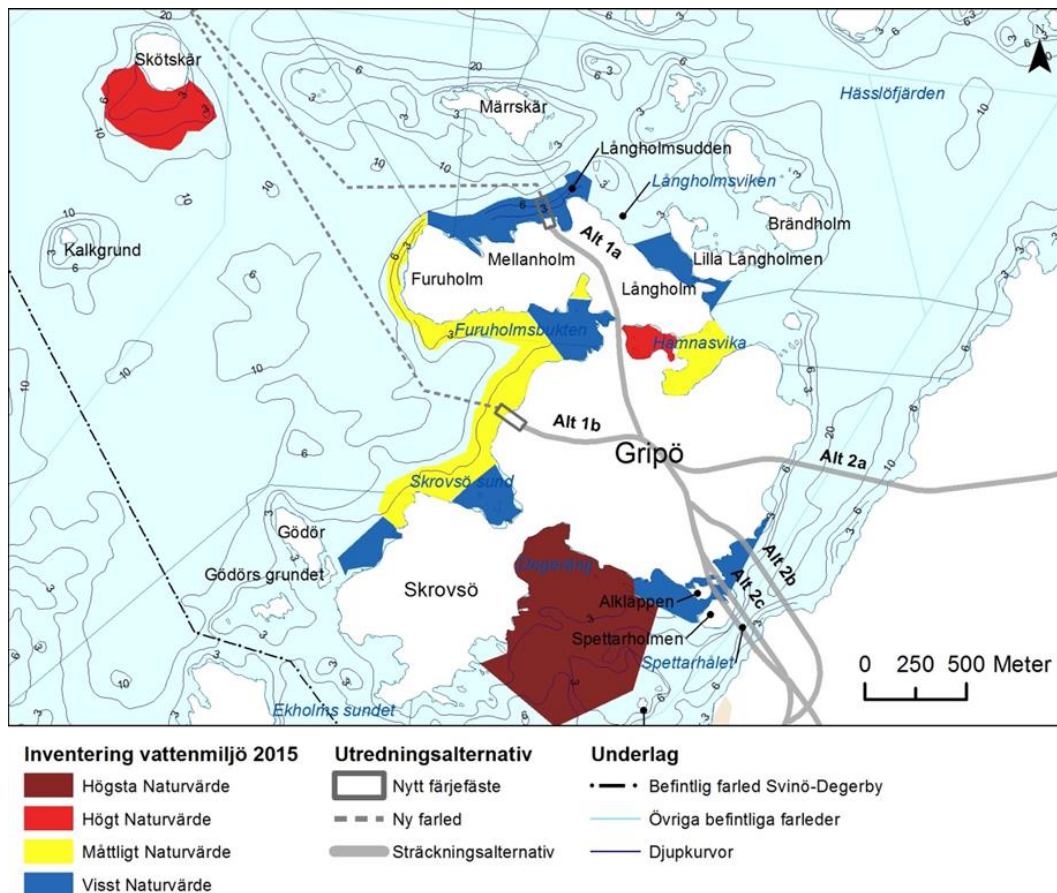 Skötskär
Märrskär
Hässlöfjärden
N
Långholmsudden
Långholmsviken
Kalkgrund
Brändholm
Alt 1a
Mellanholm
Lilla Långholmen
Furuholm
Långholm
Furuholmsbukten
Hamnasvika
Alt 1b
Gripö
Alt 2a
Skrovsö sund
Gödör
Gödörs grundet
Skrovsö
Degeräng
Alt 2b
Alt 2c
Alkläppen
Spettarholmen
Spettarhålet
Ekholms sundet
0 250 500 Meter
Inventering vattenmiljö 2015
Högsta Naturvärde
Högt Naturvärde
Måttligt Naturvärde
Visst Naturvärde
Utredningsalternativ
Nytt färjefäste
Ny farled
Sträckningsalternativ
Underlag
Befintlig farled Svinö-Degerby
Övriga befintliga farleder
Djupkurvor